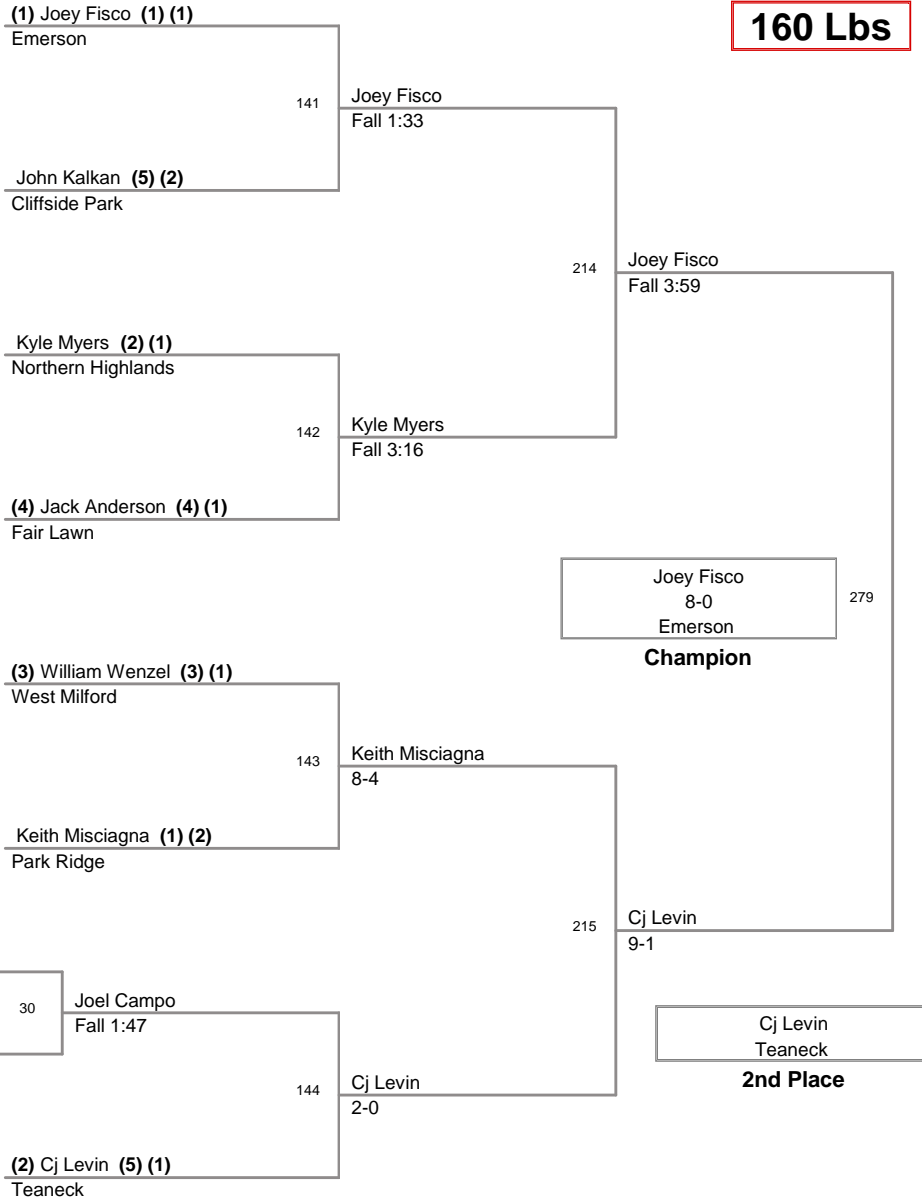 (1) Joey Fisco (1) (1)
Emerson
160 Lbs
141
Joey Fisco
Fall 1:33
John Kalkan (5) (2)
Cliffside Park
214
Joey Fisco
Fall 3:59
Kyle Myers (2) (1)
Northern Highlands
142
Kyle Myers
Fall 3:16
(4) Jack Anderson (4) (1)
Fair Lawn
Joey Fisco
8-0
Emerson
279
Champion
(3) William Wenzel (3) (1)
West Milford
143
Keith Misciagna
8-4
Keith Misciagna (1) (2)
Park Ridge
215
Cj Levin
9-1
30
Joel Campo
Fall 1:47
Cj Levin
Teaneck
2nd Place
144
Cj Levin
2-0
(2) Cj Levin (5) (1)
Teaneck